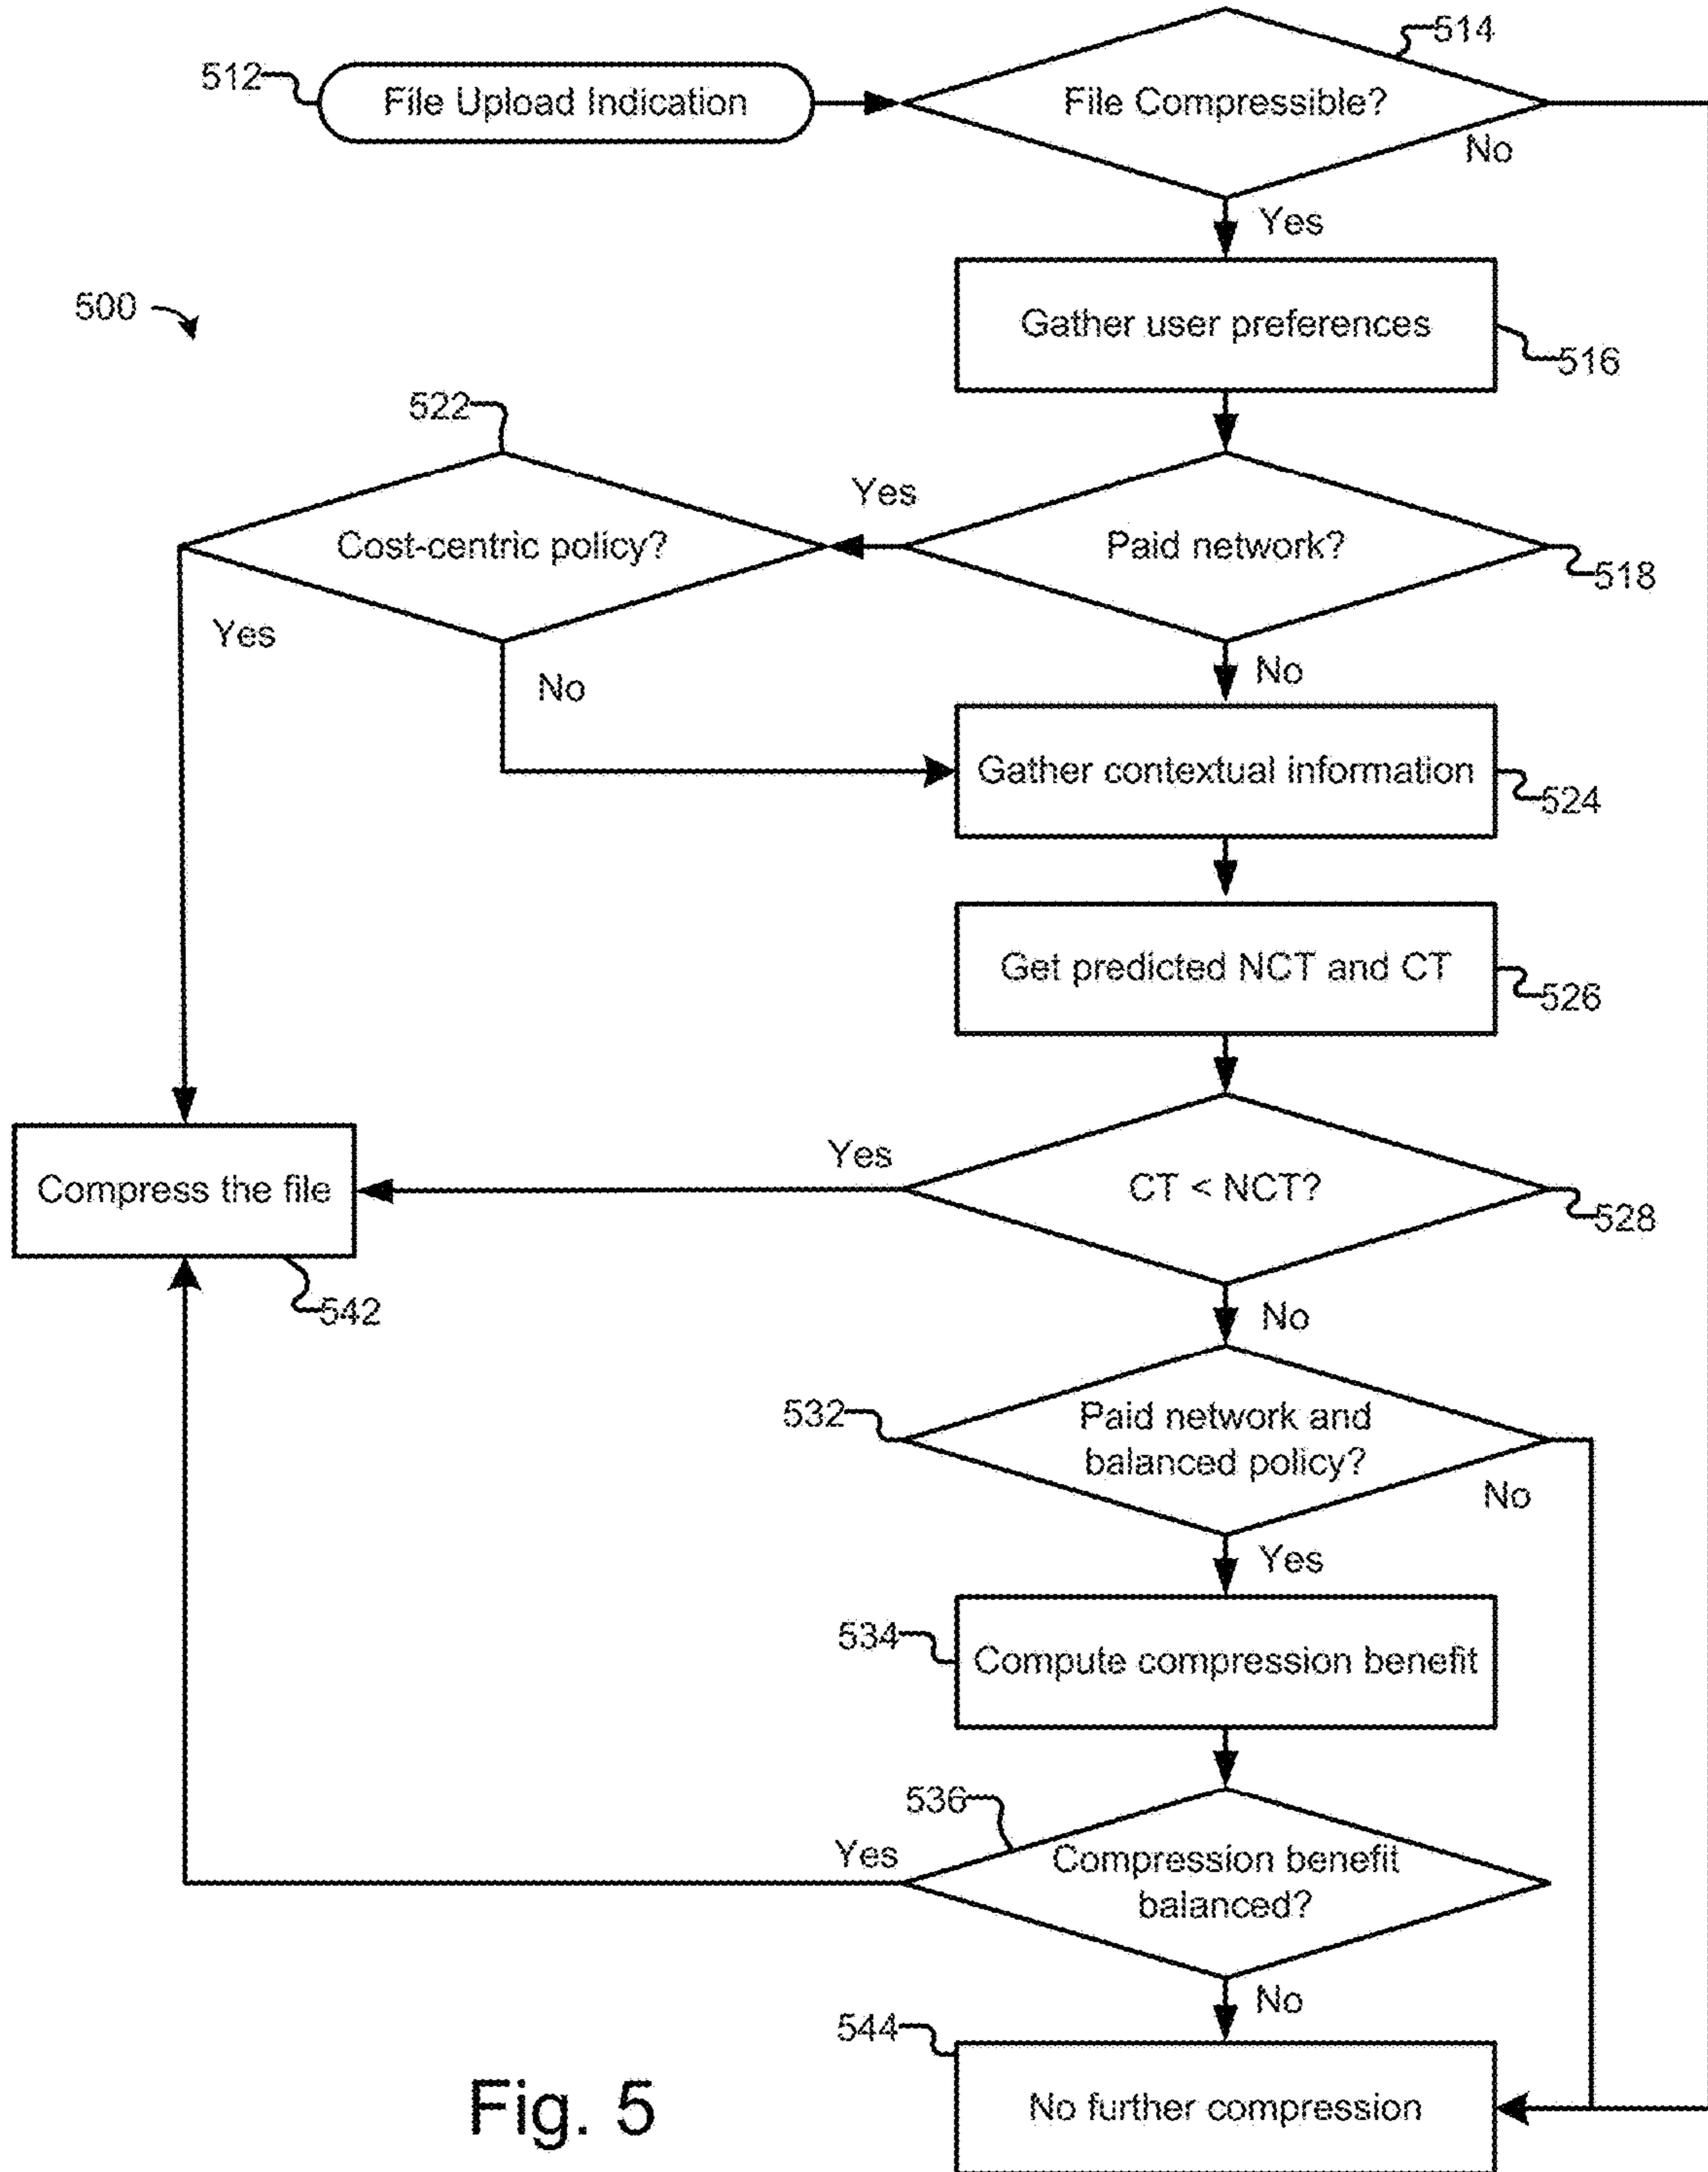 514
512
File Upload Indication
File Compressible?
No
Yes
500
Gather user preferences
516
522
Yes
Cost-centric policy?
Paid network?
518
Yes
No
No
Gather contextual information
524
Get predicted NCT and CT
526
Yes
Compress the file
CT < NCT?
528
542
No
532
Paid network and
balanced policy?
No
Yes
534
Compute compression benefit
536
Yes
Compression benefit
balanced?
No
544
No further compression
Fig. 5